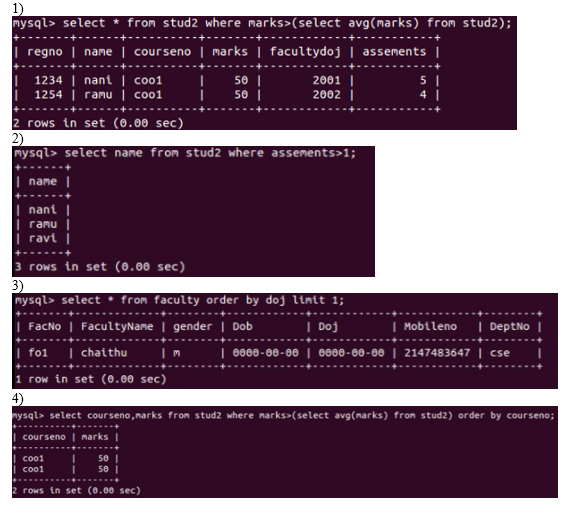 1)
mysql> select * from stud2 where marks>(select avg(marks) from stud2);
+-------+------+----------+-------+------------+-----------+
| regno | name | courseno | marks | facultydoj | assements |
+-------+------+----------+-------+------------+-----------+
| 1234 | nani | coo1 | 50 | 2001 | 5 |
| 1254 | ramu | coo1 | 50 | 2002 | 4 |
+-------+------+----------+-------+------------+-----------+
2 rows in set (0.00 sec)
2)
mysql> select name from stud2 where assements>1;
+------+
| name |
+------+
| nani |
| ramu |
| ravi |
+------+
3 rows in set (0.00 sec)
3)
mysql> select * from faculty order by doj limit 1;
+-------+-------------+--------+------------+------------+------------+--------+
| FacNo | FacultyName | gender | Dob | Doj | Mobileno | DeptNo |
+-------+-------------+--------+------------+------------+------------+--------+
| fo1 | chaithu | m | 0000-00-00 | 0000-00-00 | 2147483647 | cse |
+-------+-------------+--------+------------+------------+------------+--------+
1 row in set (0.00 sec)
4)
mysql> select courseno,marks from stud2 where marks>(select avg(marks) from stud2) order by courseno;
+----------+-------+
| courseno | marks |
+----------+-------+
| coo1 | 50 |
| coo1 | 50 |
+----------+-------+
2 rows in set (0.00 sec)